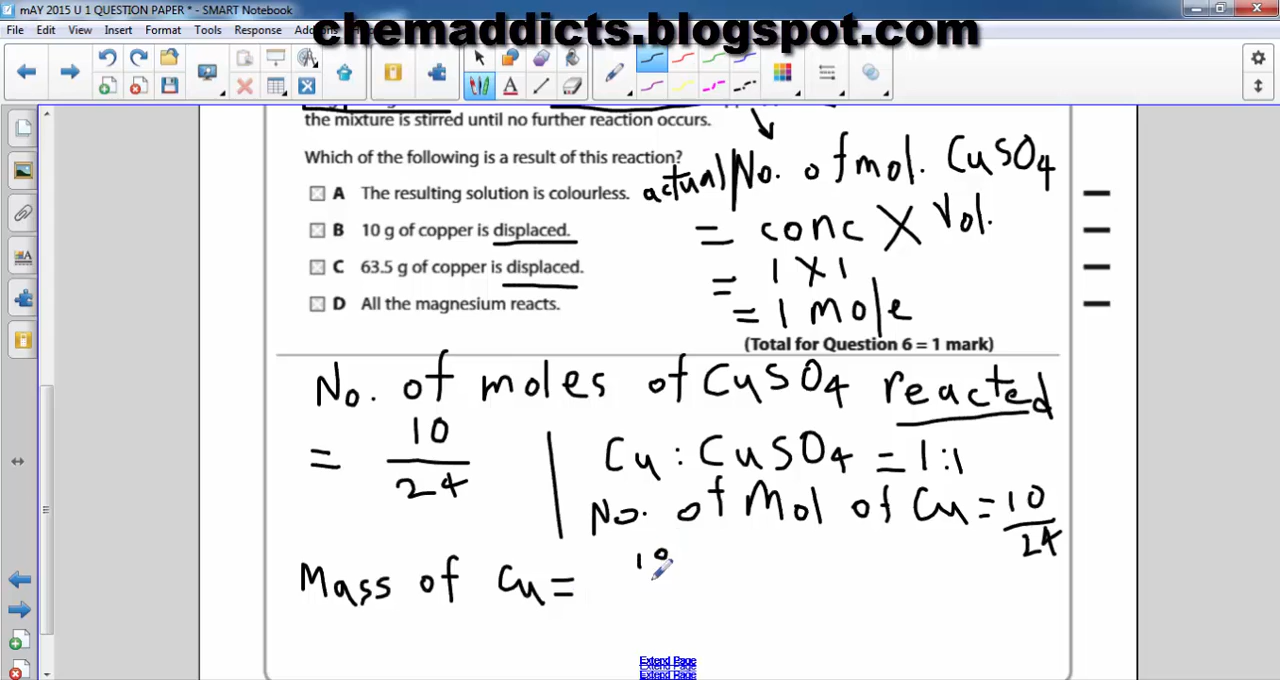 mAY 2015 U 1 QUESTION PAPER * - SMART Notebook
chemaddicts.blogspot.com
File Edit View Insert Format Tools Response
the mixture is stirred until no further reaction occurs.
Which of the following is a result of this reaction?
A The resulting solution is colourless.
B 10 g of copper is displaced.
C 63.5 g of copper is displaced.
D All the magnesium reacts.
actual/No. of mol. CuSO4
= conc X Vol.
= 1 X 1
= 1 mole
(Total for Question 6 = 1 mark)
No. of moles of CuSO4 reacted
= 10
24
Cu : CuSO4 = 1:1
No. of Mol of Cu = 10
24
Mass of Cu = 10
Extend Page
Extend Page
Extend Page